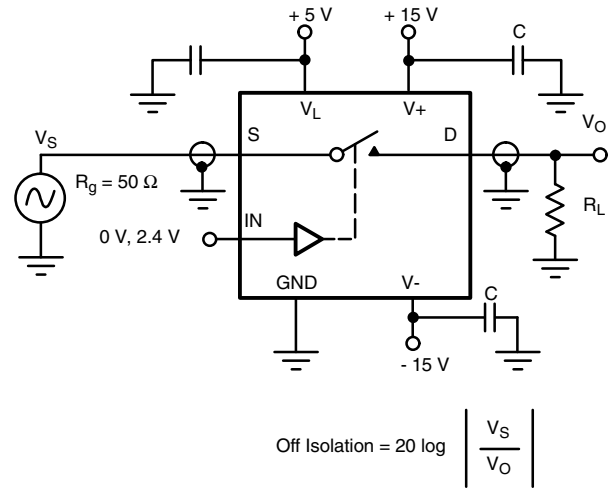 + 5 V
+ 15 V
C
V_L
V+
V_S
S
D
V_O
R_g = 50 Ω
R_L
IN
0 V, 2.4 V
GND
V-
C
- 15 V
Off Isolation = 20 log | V_S / V_O |